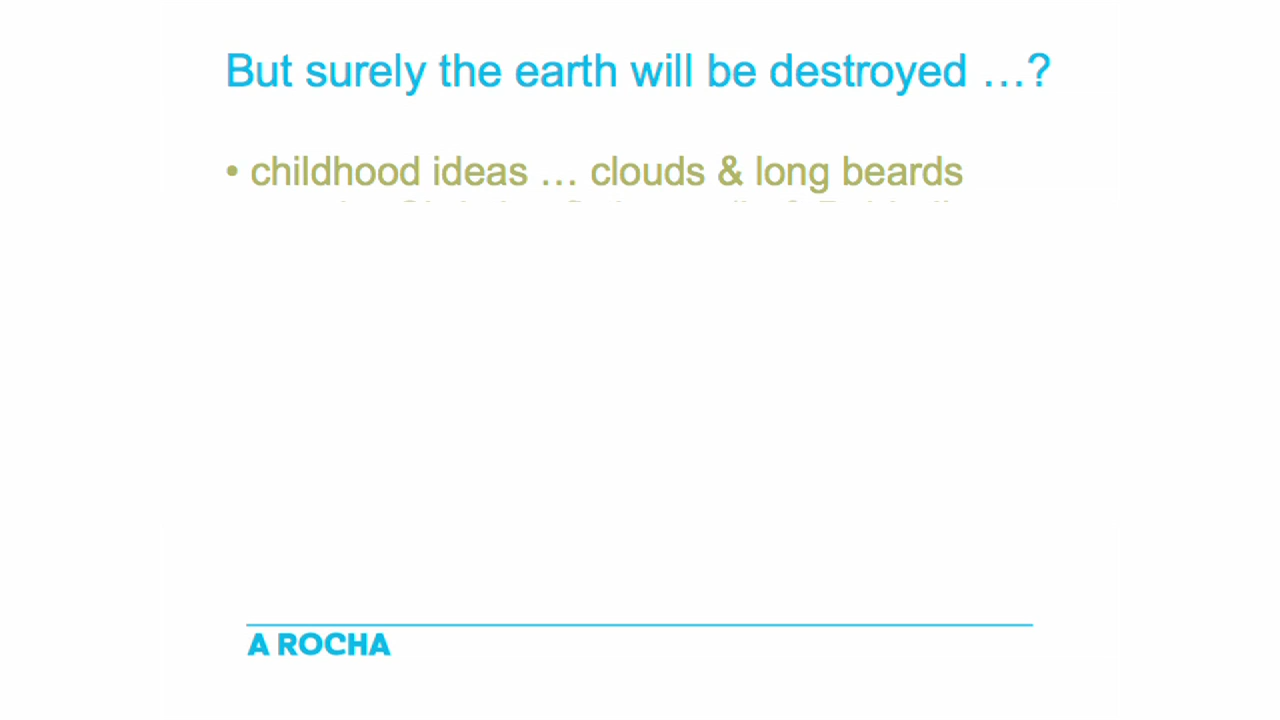 But surely the earth will be destroyed …?
• childhood ideas … clouds & long beards
A ROCHA